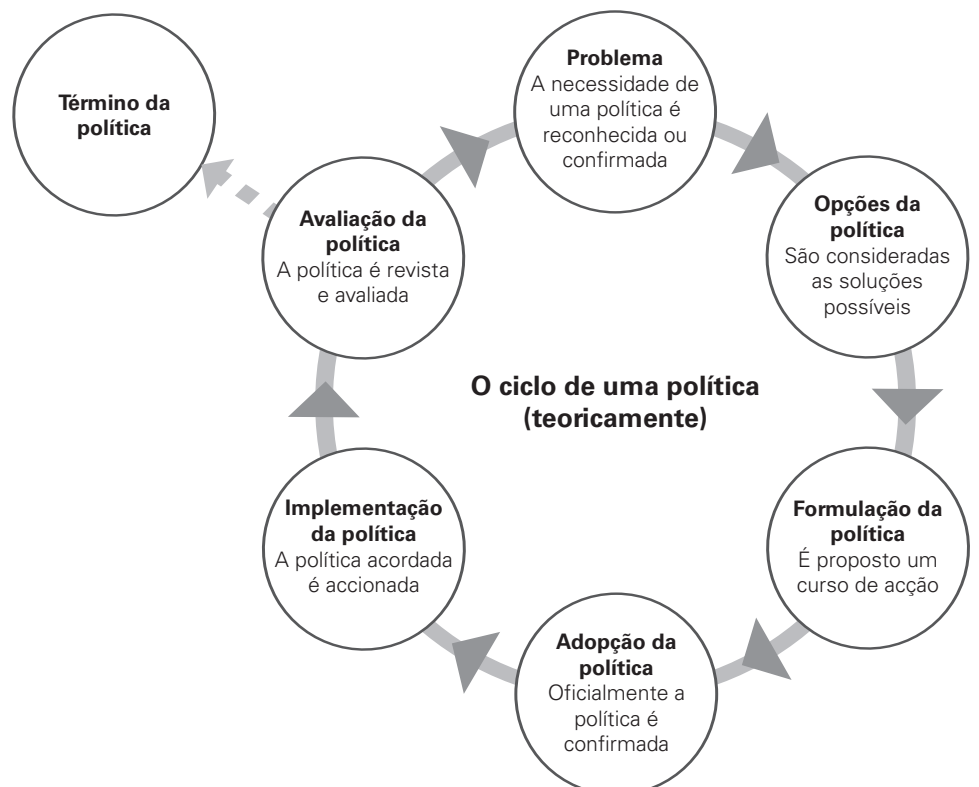 Término da
política
Problema
A necessidade de
uma política é
reconhecida ou
confirmada
Opções da
política
São consideradas
as soluções
possíveis
Formulação da
política
É proposto um
curso de acção
Adopção da
política
Oficialmente a
política é
confirmada
Implementação
da política
A política acordada
é accionada
Avaliação da
política
A política é revista
e avaliada
O ciclo de uma política
(teoricamente)